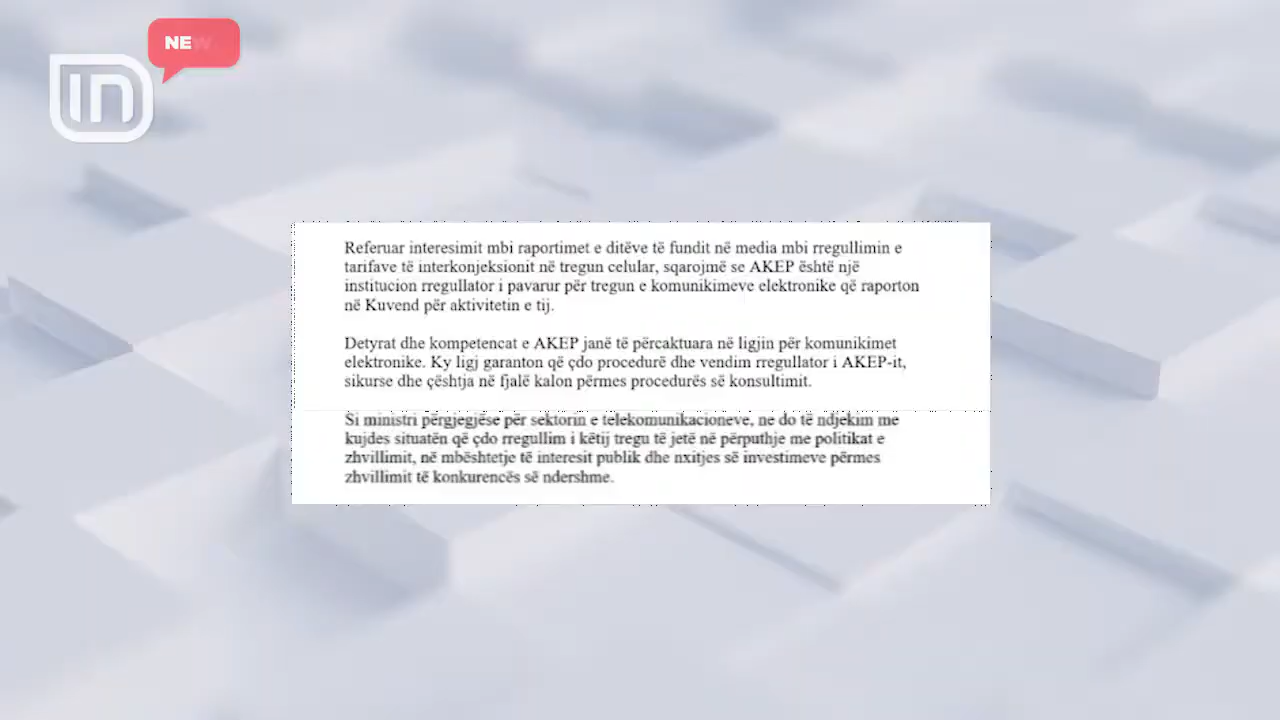 NEW
IN
Referuar interesimit mbi raportimet e ditëve të fundit në media mbi rregullimin e
tarifave të interkonjeksionit në tregun celular, sqarojmë se AKEP është një
institucion rregullator i pavarur për tregun e komunikimeve elektronike që raporton
në Kuvend për aktivitetin e tij.
Detyrat dhe kompetencat e AKEP janë të përcaktuara në ligjin për komunikimet
elektronike. Ky ligj garanton që çdo procedurë dhe vendim rregullator i AKEP-it,
sikurse dhe çështja në fjalë kalon përmes procedurës së konsultimit.
Si ministri përgjegjëse për sektorin e telekomunikacioneve, ne do të ndjekim me
kujdes situatën që çdo rregullim i këtij tregu të jetë në përputhje me politikat e
zhvillimit, në mbështetje të interesit publik dhe nxitjes së investimeve përmes
zhvillimit të konkurencës së ndershme.